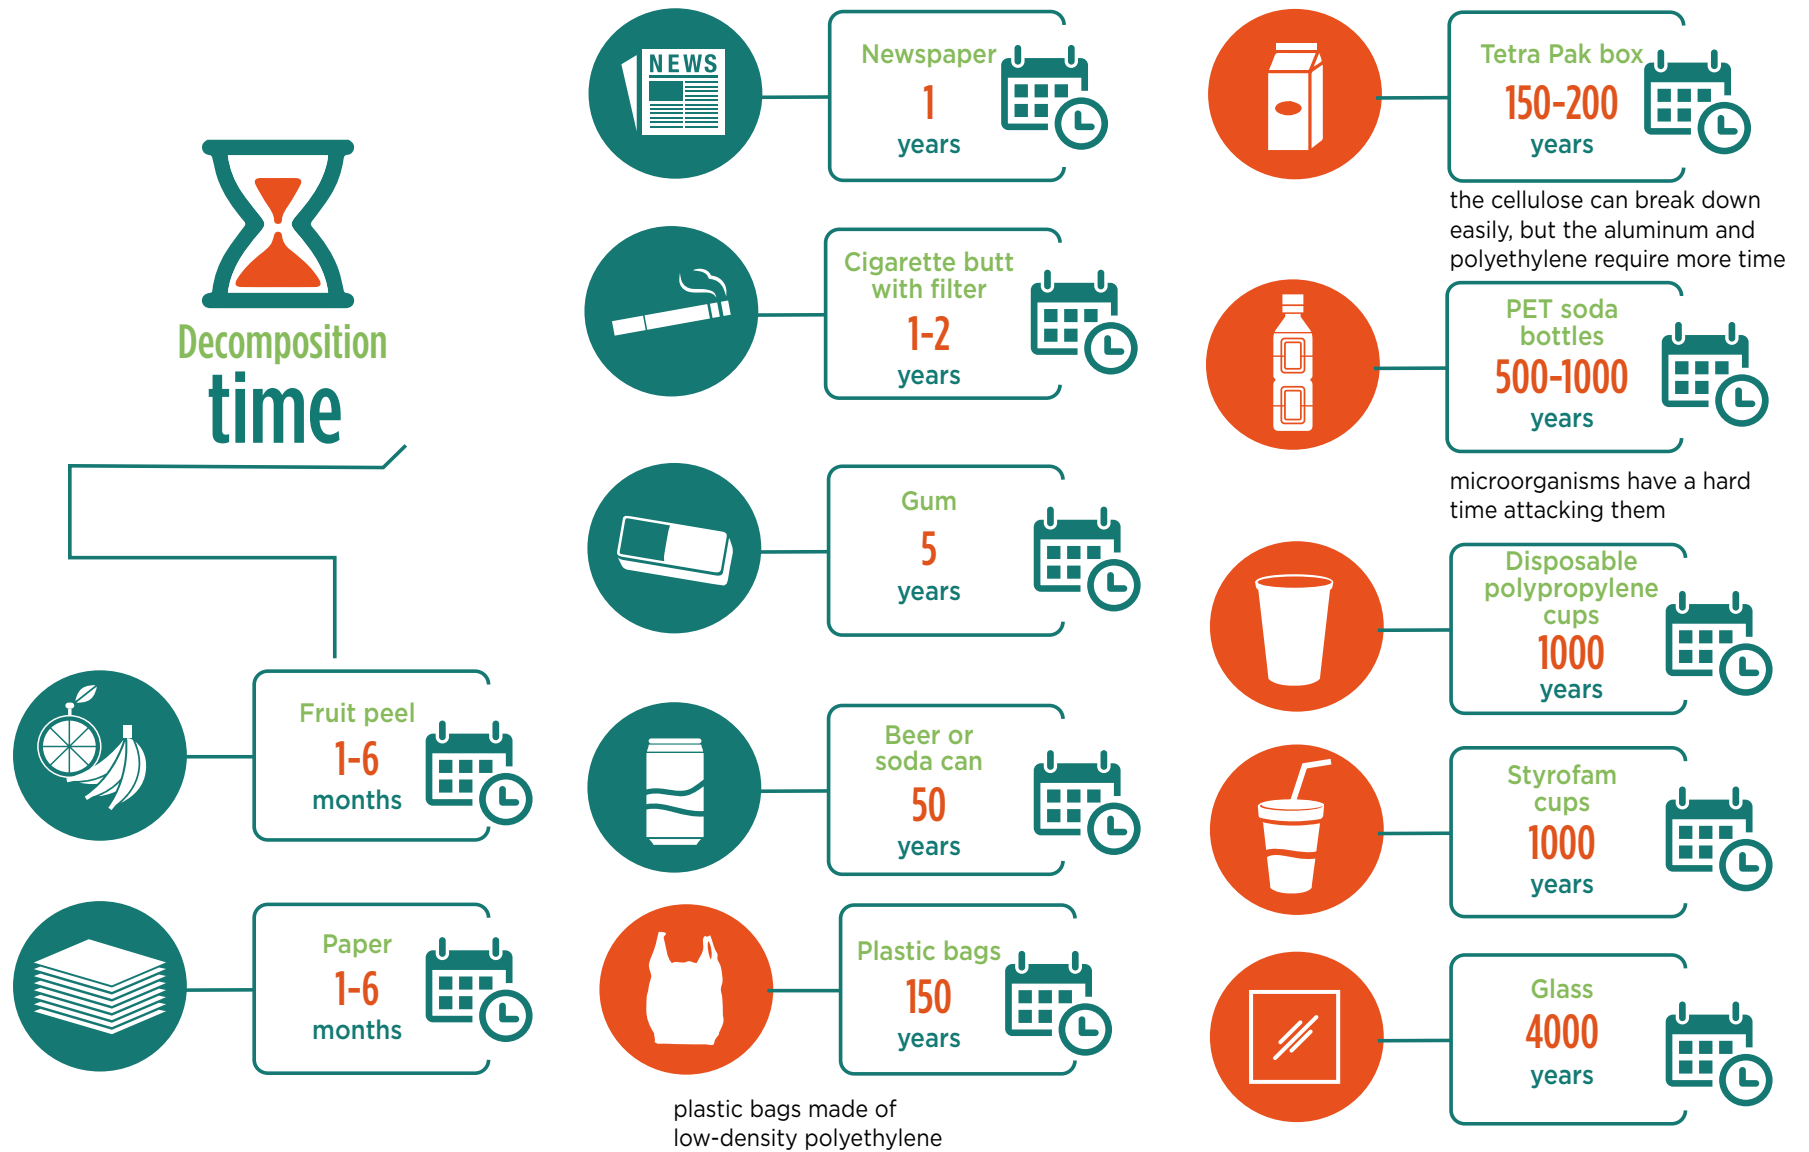 Decomposition
time
Fruit peel
1-6
months
Paper
1-6
months
NEWS
Newspaper
1
years
Cigarette butt
with filter
1-2
years
Gum
5
years
Beer or
soda can
50
years
Plastic bags
150
years
plastic bags made of
low-density polyethylene
Tetra Pak box
150-200
years
the cellulose can break down
easily, but the aluminum and
polyethylene require more time
PET soda
bottles
500-1000
years
microorganisms have a hard
time attacking them
Disposable
polypropylene
cups
1000
years
Styrofam
cups
1000
years
Glass
4000
years